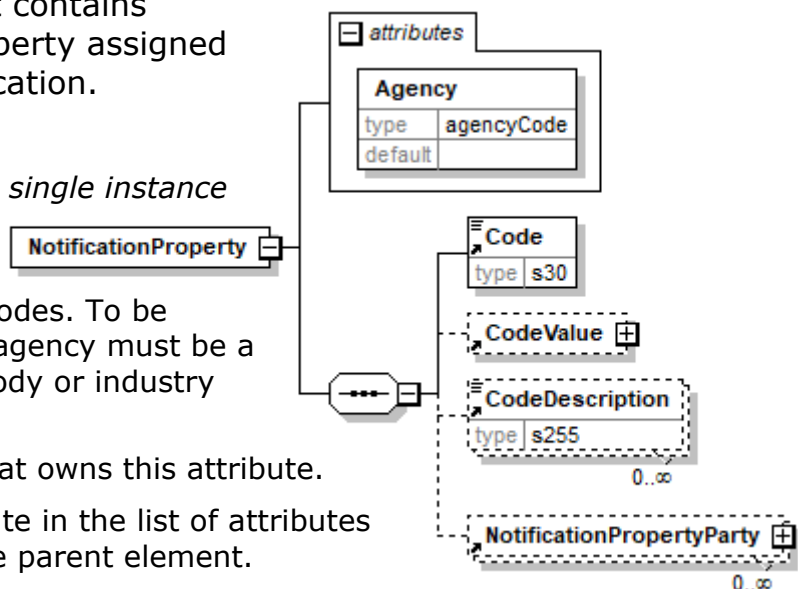 contains
perty assigned
cation.
single instance
odes. To be
agency must be a
ody or industry
at owns this attribute.
te in the list of attributes
e parent element.
attributes
Agency
type agencyCode
default
NotificationProperty
Code
type s30
CodeValue
CodeDescription
type s255
0..∞
NotificationPropertyParty
0..∞